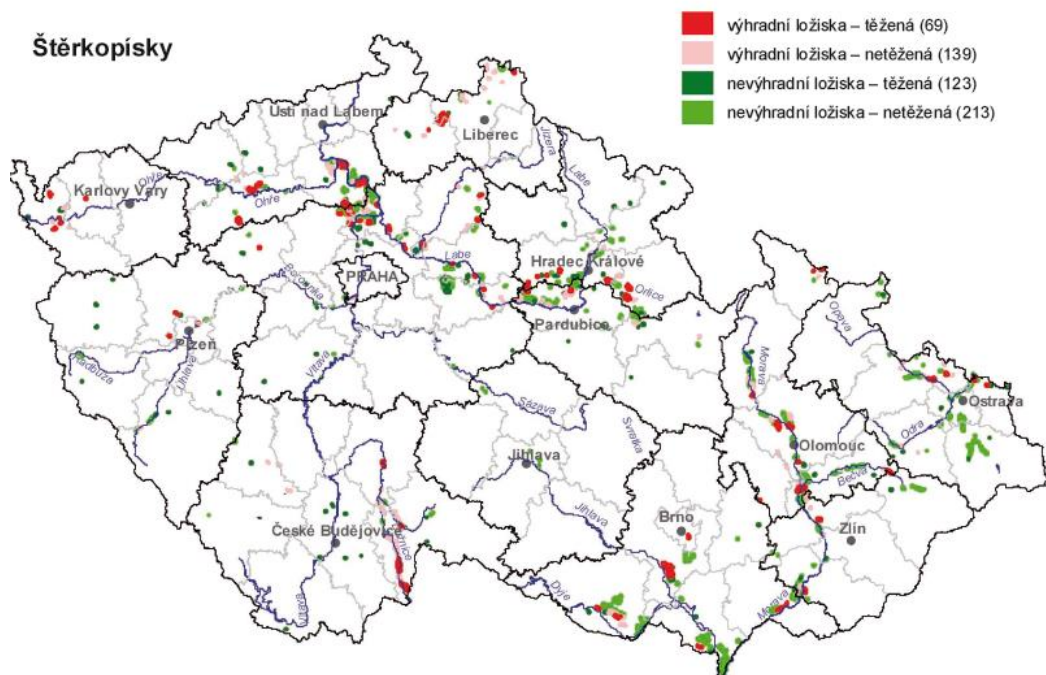 Štěrkopísky
výhradní ložiska – těžená (69)
výhradní ložiska – netěžená (139)
nevýhradní ložiska – těžená (123)
nevýhradní ložiska – netěžená (213)
Ústí nad Labem
Liberec
Jizera
Labe
Karlovy Vary
Ohře
Ohře
Labe
Hradec Králové
Orlice
PRAHA
Berounka
Pardubice
Plzeň
Radbuza
Úhlava
Vltava
Sázava
Svratka
Morava
Opava
Ostrava
Odra
Olomouc
Bečva
Jihlava
Jihlava
Brno
Zlín
České Budějovice
Lužnice
Vltava
Dyje
Morava